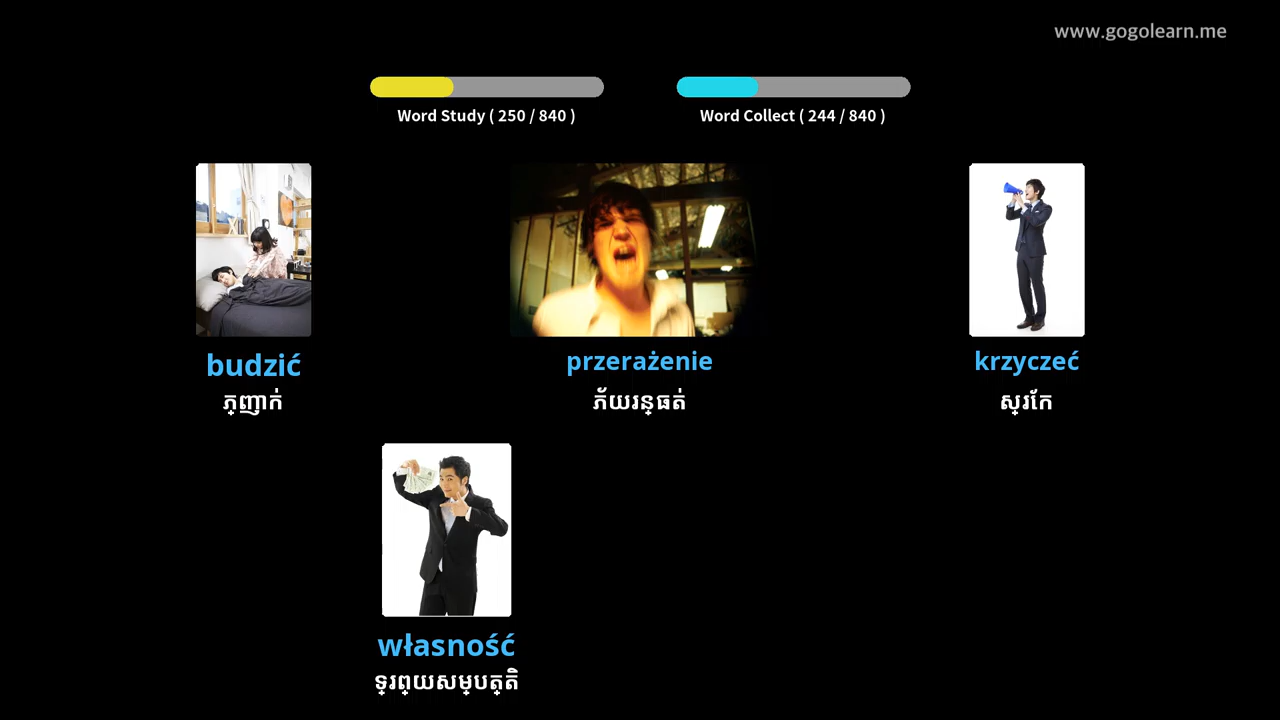 www.gogolearn.me
Word Study ( 250 / 840 )
Word Collect ( 244 / 840 )
budzić
przerażenie
krzyczeć
ភ្ញាក់
ភ័យរន្ធត់
ស្រែក
własność
ទ្រព្យសម្បត្តិ